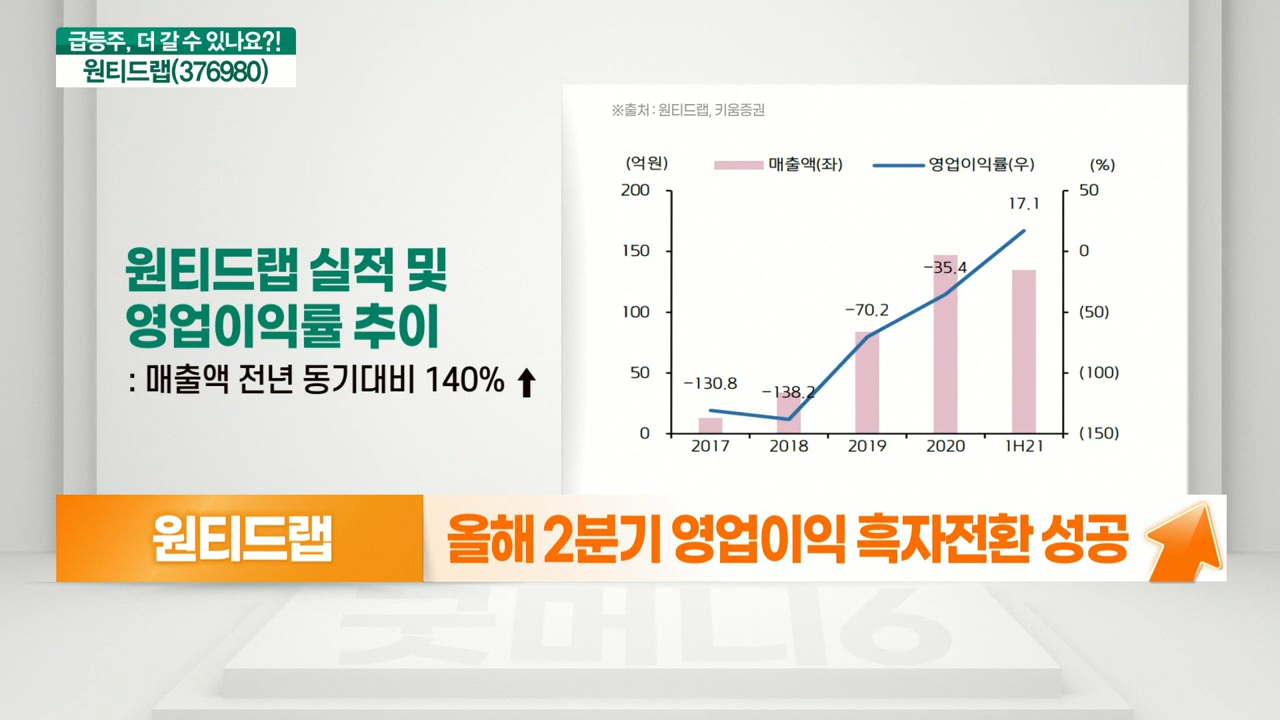 급등주, 더 갈 수 있나요?!
원티드랩(376980)
원티드랩 실적 및
영업이익률 추이
: 매출액 전년 동기대비 140% ⬆
※출처 : 원티드랩, 키움증권
(억원) 매출액(좌) 영업이익률(우) (%)
200 50
17.1
150 0
-35.4
100 (50)
-70.2
50 (100)
-130.8
-138.2
0 (150)
2017 2018 2019 2020 1H21
원티드랩
올해 2분기 영업이익 흑자전환 성공
굿머니6